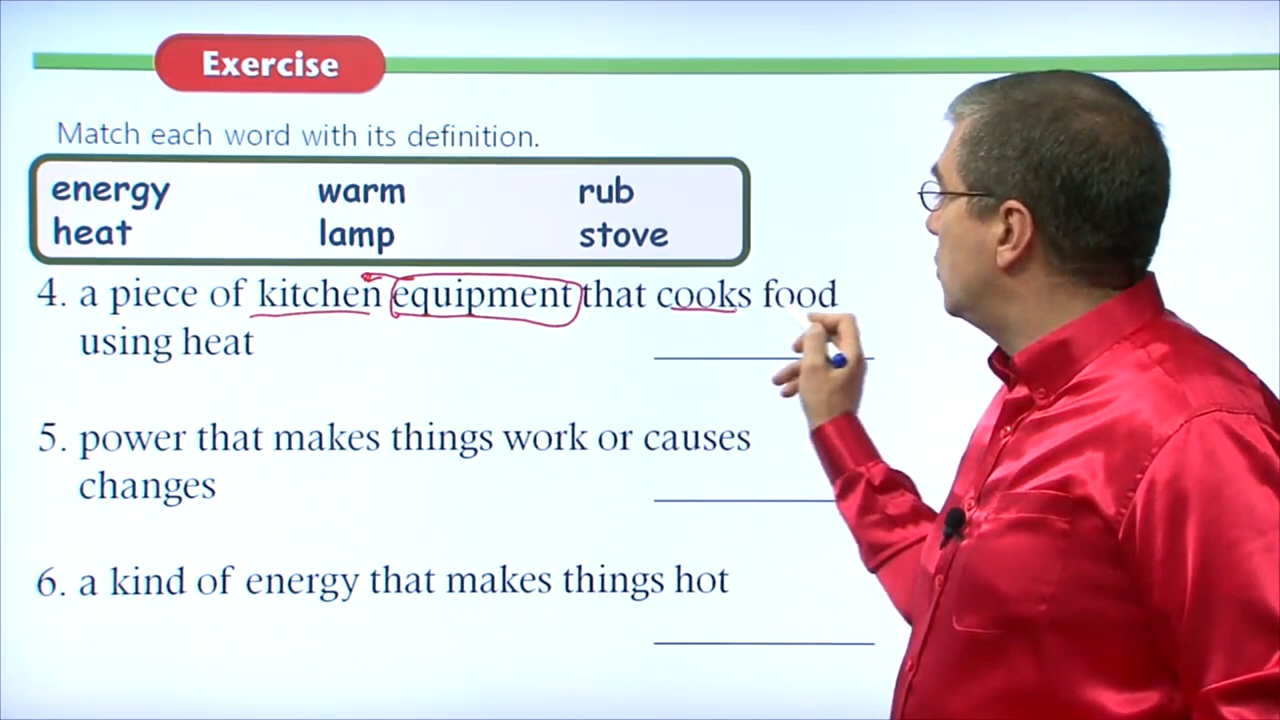 Exercise
Match each word with its definition.
energy warm rub
heat lamp stove
4. a piece of kitchen equipment that cooks food
using heat
5. power that makes things work or causes
changes
6. a kind of energy that makes things hot